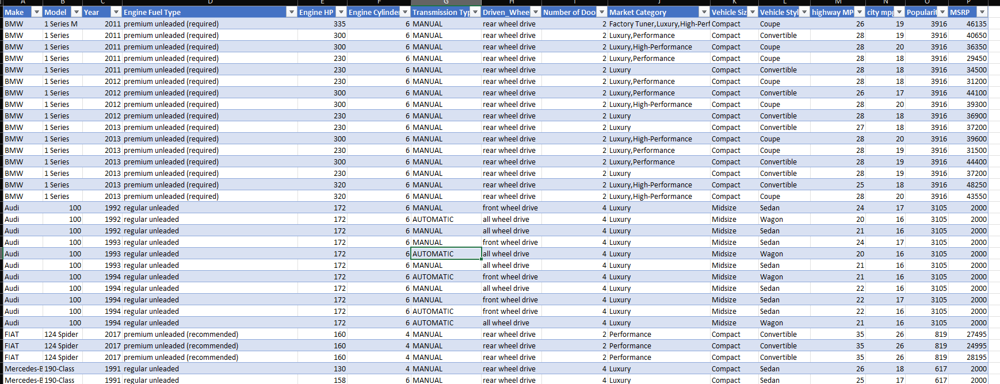 A B C D E F G H I J K L M N O P
Make Model Year Engine Fuel Type Engine HP Engine Cylinder Transmission Typ Driven_Whee Number of Doo Market Category Vehicle Siz Vehicle Styl highway MP city mpg Popularit MSRP
BMW 1 Series M 2011 premium unleaded (required) 335 6 MANUAL rear wheel drive 2 Factory Tuner,Luxury,High-Perf Compact Coupe 26 19 3916 46135
BMW 1 Series 2011 premium unleaded (required) 300 6 MANUAL rear wheel drive 2 Luxury,Performance Compact Convertible 28 19 3916 40650
BMW 1 Series 2011 premium unleaded (required) 300 6 MANUAL rear wheel drive 2 Luxury,High-Performance Compact Coupe 28 20 3916 36350
BMW 1 Series 2011 premium unleaded (required) 230 6 MANUAL rear wheel drive 2 Luxury,Performance Compact Coupe 28 18 3916 29450
BMW 1 Series 2011 premium unleaded (required) 230 6 MANUAL rear wheel drive 2 Luxury Compact Convertible 28 18 3916 34500
BMW 1 Series 2012 premium unleaded (required) 230 6 MANUAL rear wheel drive 2 Luxury,Performance Compact Coupe 28 18 3916 31200
BMW 1 Series 2012 premium unleaded (required) 300 6 MANUAL rear wheel drive 2 Luxury,Performance Compact Convertible 26 17 3916 44100
BMW 1 Series 2012 premium unleaded (required) 300 6 MANUAL rear wheel drive 2 Luxury,High-Performance Compact Coupe 28 20 3916 39300
BMW 1 Series 2012 premium unleaded (required) 230 6 MANUAL rear wheel drive 2 Luxury Compact Convertible 28 18 3916 36900
BMW 1 Series 2013 premium unleaded (required) 230 6 MANUAL rear wheel drive 2 Luxury Compact Convertible 27 18 3916 37200
BMW 1 Series 2013 premium unleaded (required) 300 6 MANUAL rear wheel drive 2 Luxury,High-Performance Compact Coupe 28 20 3916 39600
BMW 1 Series 2013 premium unleaded (required) 230 6 MANUAL rear wheel drive 2 Luxury,Performance Compact Coupe 28 19 3916 31500
BMW 1 Series 2013 premium unleaded (required) 300 6 MANUAL rear wheel drive 2 Luxury,Performance Compact Convertible 28 19 3916 44400
BMW 1 Series 2013 premium unleaded (required) 230 6 MANUAL rear wheel drive 2 Luxury Compact Convertible 28 19 3916 37200
BMW 1 Series 2013 premium unleaded (required) 320 6 MANUAL rear wheel drive 2 Luxury,High-Performance Compact Convertible 25 18 3916 48250
BMW 1 Series 2013 premium unleaded (required) 320 6 MANUAL rear wheel drive 2 Luxury,High-Performance Compact Coupe 28 20 3916 43550
Audi 100 1992 regular unleaded 172 6 MANUAL front wheel drive 4 Luxury Midsize Sedan 24 17 3105 2000
Audi 100 1992 regular unleaded 172 6 AUTOMATIC all wheel drive 4 Luxury Midsize Wagon 20 16 3105 2000
Audi 100 1992 regular unleaded 172 6 MANUAL all wheel drive 4 Luxury Midsize Sedan 21 16 3105 2000
Audi 100 1993 regular unleaded 172 6 MANUAL front wheel drive 4 Luxury Midsize Sedan 24 17 3105 2000
Audi 100 1993 regular unleaded 172 6 AUTOMATIC all wheel drive 4 Luxury Midsize Wagon 20 16 3105 2000
Audi 100 1993 regular unleaded 172 6 MANUAL all wheel drive 4 Luxury Midsize Sedan 21 16 3105 2000
Audi 100 1994 regular unleaded 172 6 AUTOMATIC front wheel drive 4 Luxury Midsize Wagon 21 16 3105 2000
Audi 100 1994 regular unleaded 172 6 MANUAL all wheel drive 4 Luxury Midsize Sedan 22 16 3105 2000
Audi 100 1994 regular unleaded 172 6 MANUAL front wheel drive 4 Luxury Midsize Sedan 22 17 3105 2000
Audi 100 1994 regular unleaded 172 6 AUTOMATIC front wheel drive 4 Luxury Midsize Sedan 22 16 3105 2000
Audi 100 1994 regular unleaded 172 6 AUTOMATIC all wheel drive 4 Luxury Midsize Wagon 21 16 3105 2000
FIAT 124 Spider 2017 premium unleaded (recommended) 160 4 MANUAL rear wheel drive 2 Performance Compact Convertible 35 26 819 27495
FIAT 124 Spider 2017 premium unleaded (recommended) 160 4 MANUAL rear wheel drive 2 Performance Compact Convertible 35 26 819 24995
FIAT 124 Spider 2017 premium unleaded (recommended) 160 4 MANUAL rear wheel drive 2 Performance Compact Convertible 35 26 819 28195
Mercedes-B 190-Class 1991 regular unleaded 130 4 MANUAL rear wheel drive 4 Luxury Compact Sedan 26 18 617 2000
Mercedes-B 190-Class 1991 regular unleaded 158 6 MANUAL rear wheel drive 4 Luxury Compact Sedan 25 17 617 2000